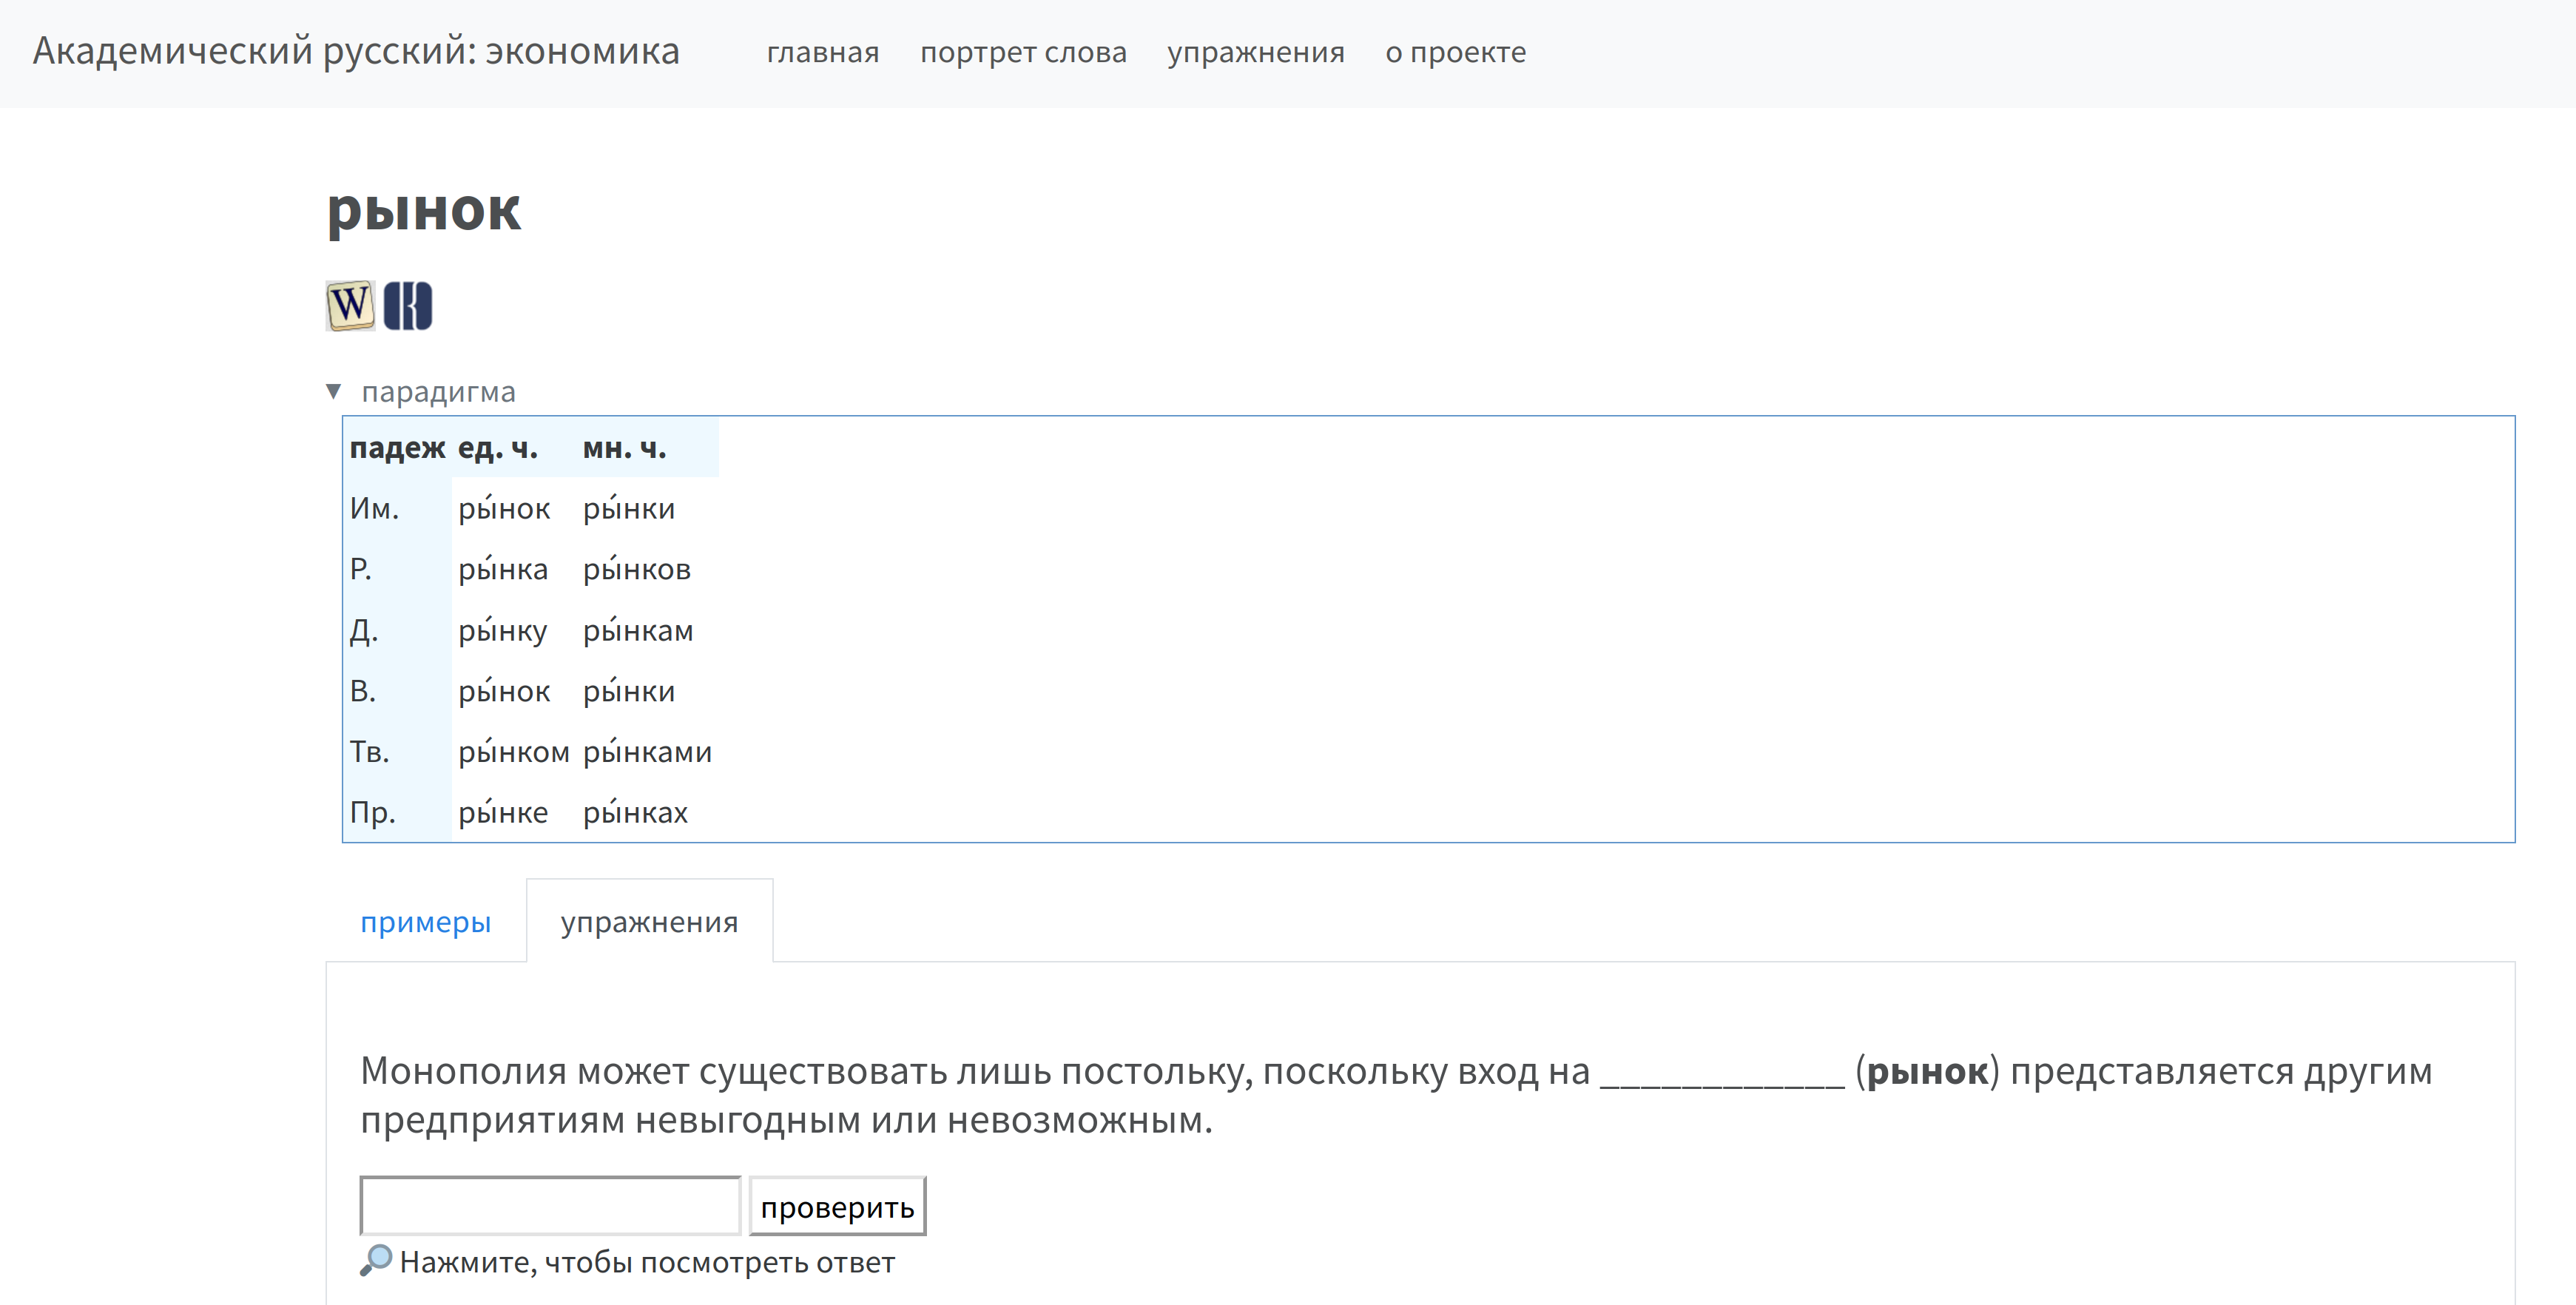 Академический русский: экономика главная портрет слова упражнения о проекте
рынок
W
▼ парадигма
падеж ед. ч. мн. ч.
Им. ры́нок ры́нки
Р. ры́нка ры́нков
Д. ры́нку ры́нкам
В. ры́нок ры́нки
Тв. ры́нком ры́нками
Пр. ры́нке ры́нках
примеры упражнения
Монополия может существовать лишь постольку, поскольку вход на ____________ (рынок) представляется другим
предприятиям невыгодным или невозможным.
проверить
Нажмите, чтобы посмотреть ответ